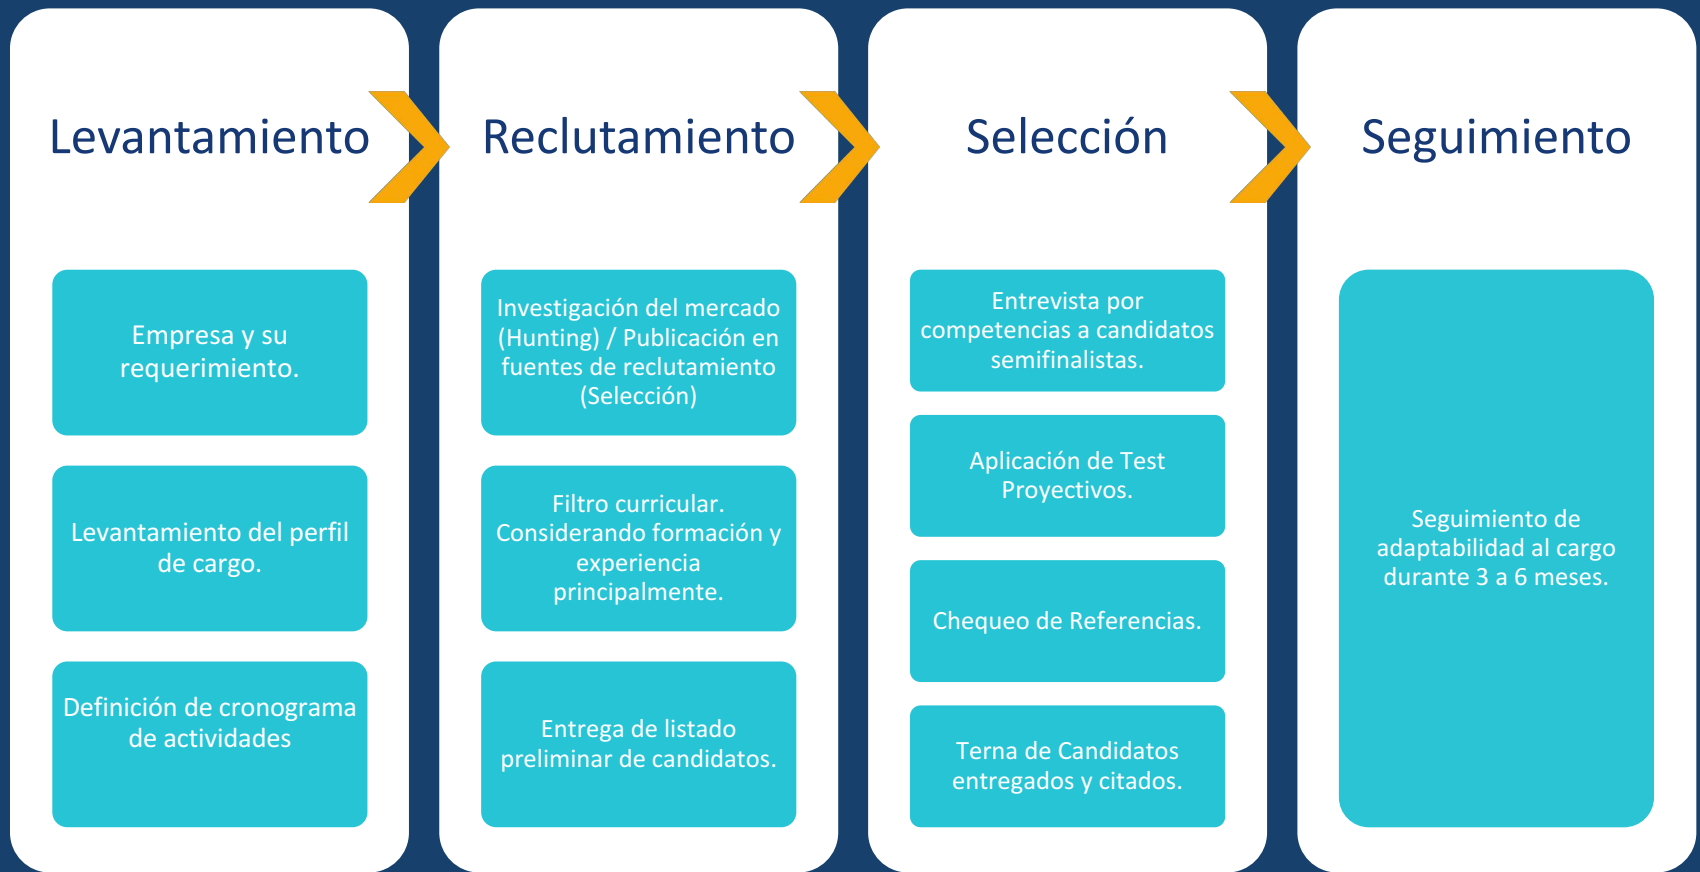 Levantamiento
Empresa y su
requerimiento.
Levantamiento del perfil
de cargo.
Definición de cronograma
de actividades
Reclutamiento
Investigación del mercado
(Hunting) / Publicación en
fuentes de reclutamiento
(Selección)
Filtro curricular.
Considerando formación y
experiencia
principalmente.
Entrega de listado
preliminar de candidatos.
Selección
Entrevista por
competencias a candidatos
semifinalistas.
Aplicación de Test
Proyectivos.
Chequeo de Referencias.
Terna de Candidatos
entregados y citados.
Seguimiento
Seguimiento de
adaptabilidad al cargo
durante 3 a 6 meses.